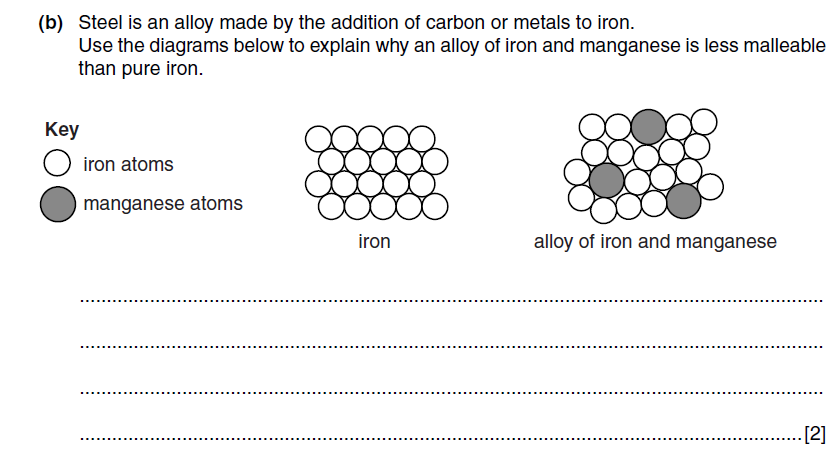 (b) Steel is an alloy made by the addition of carbon or metals to iron.
Use the diagrams below to explain why an alloy of iron and manganese is less malleable
than pure iron.
Key
iron atoms
manganese atoms
iron
alloy of iron and manganese
..........................................................................................
..........................................................................................
..........................................................................................
..........................................................................................[2]